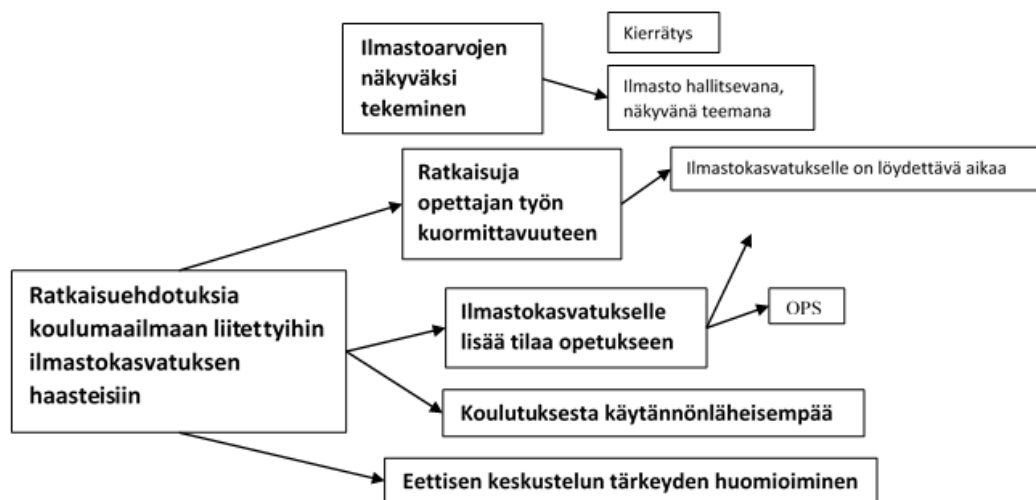 Ilmastoarvojen
näkyväksi
tekeminen
Kierrätys
Ilmasto hallitsevana,
näkyvänä teemana
Ratkaisuja
opettajan työn
kuormittavuuteen
Ilmastokasvatukselle on löydettävä aikaa
Ratkaisuehdotuksia
koulumaailmaan liitettyihin
ilmastokasvatuksen
haasteisiin
Ilmastokasvatukselle
lisää tilaa opetukseen
OPS
Koulutuksesta käytännönläheisempää
Eettisen keskustelun tärkeyden huomioiminen